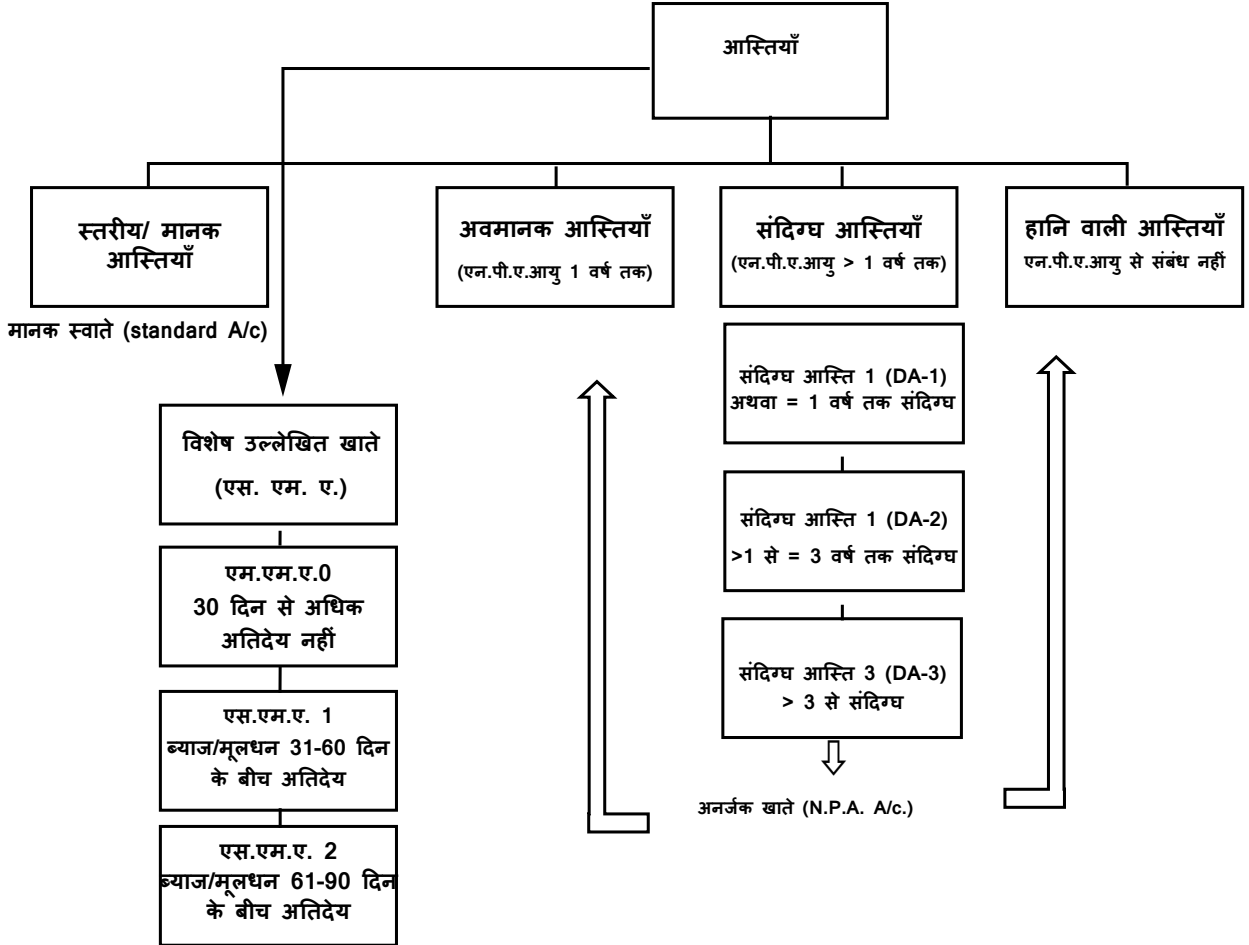 आस्तियाँ
स्तरीय/ मानक
आस्तियाँ
मानक स्वाते (standard A/c)
अवमानक आस्तियाँ
(एन.पी.ए.आयु 1 वर्ष तक)
संदिग्घ आस्तियाँ
(एन.पी.ए.आयु > 1 वर्ष तक)
हानि वाली आस्तियाँ
एन.पी.ए.आयु से संबंध नहीं
विशेष उल्लेखित खाते
(एस. एम. ए.)
एम.एम.ए.0
30 दिन से अधिक
अतिदेय नहीं
एस.एम.ए. 1
ब्याज/मूलधन 31-60 दिन
के बीच अतिदेय
एस.एम.ए. 2
ब्याज/मूलधन 61-90 दिन
के बीच अतिदेय
संदिग्घ आस्ति 1 (DA-1)
अथवा = 1 वर्ष तक संदिग्घ
संदिग्घ आस्ति 1 (DA-2)
>1 से = 3 वर्ष तक संदिग्घ
संदिग्घ आस्ति 3 (DA-3)
> 3 से संदिग्घ
अनर्जक खाते (N.P.A. A/c.)